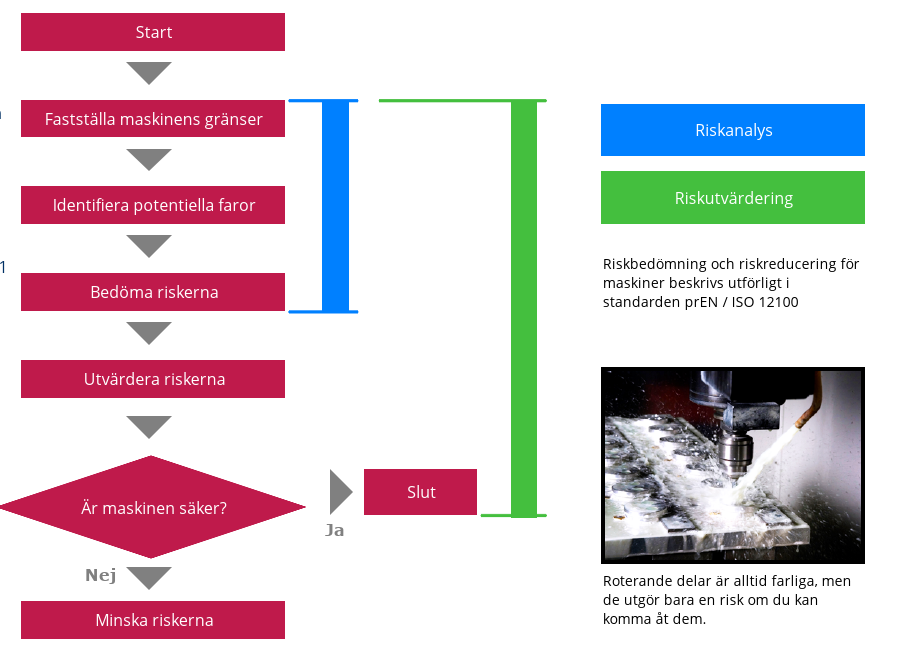 Start
Fastställa maskinens gränser
Identifiera potentiella faror
1
Bedöma riskerna
Utvärdera riskerna
Är maskinen säker?
Ja
Slut
Nej
Minska riskerna
Riskanalys
Riskutvärdering
Riskbedömning och riskreducering för
maskiner beskrivs utförligt i
standarden prEN / ISO 12100
Roterande delar är alltid farliga, men
de utgör bara en risk om du kan
komma åt dem.